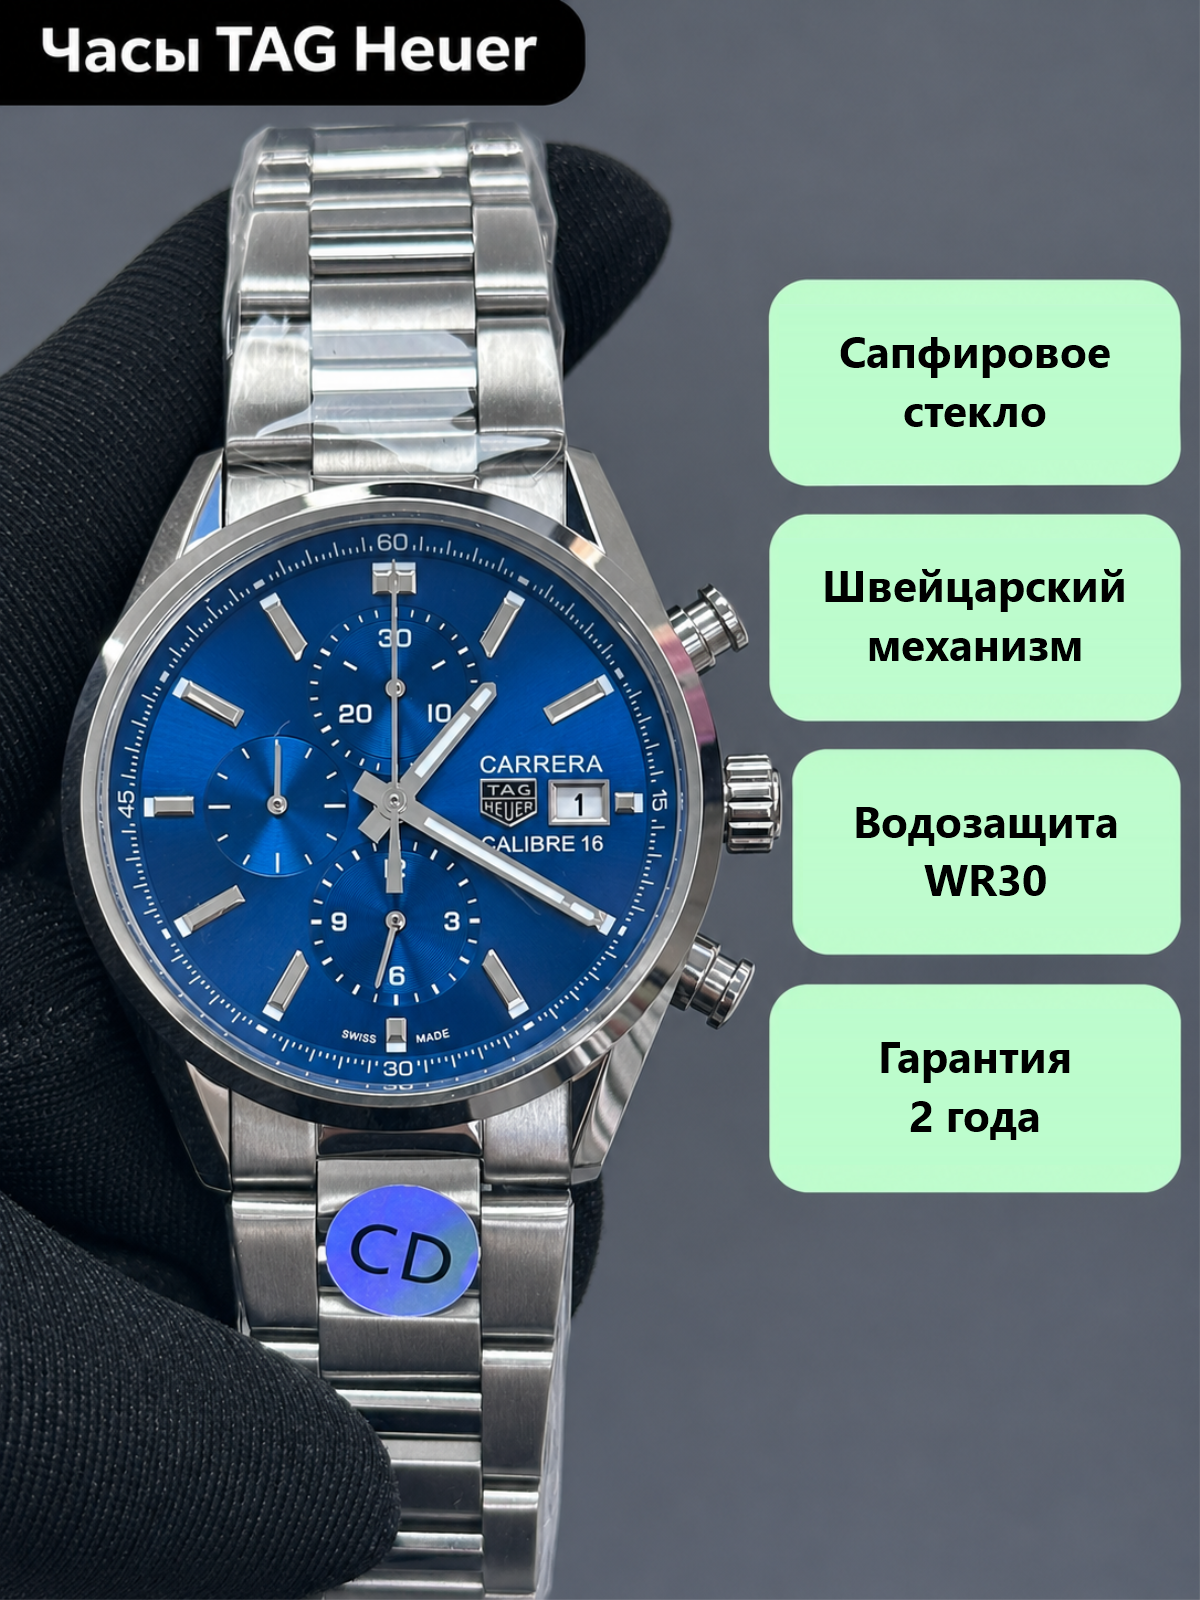 Часы TAG Heuer
Сапфировое
стекло
Швейцарский
механизм
Водозащита
WR30
Гарантия
2 года
60
30
20 10
45
CARRERA
TAG
HEUER
1
15
CALIBRE 16
12
9 3
6
SWISS MADE
30
CD